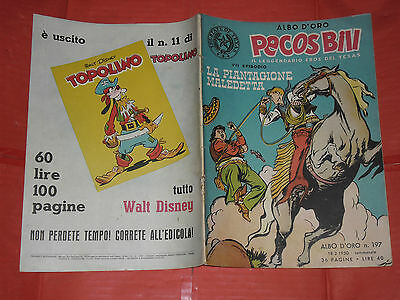 è uscito
il n. 11 di
TOPOLINO
Walt Disney
TOPOLINO
60
lire
100
pagine
tutto
Walt Disney
NON PERDETE TEMPO! CORRETE ALL'EDICOLA!
ALBO D'ORO
PECOS BILL
IL LEGGENDARIO EROE DEL TEXAS
VII EPISODIO
LA PIANTAGIONE
MALEDETTA
ALBO D'ORO n. 197
36 PAGINE • LIRE 40